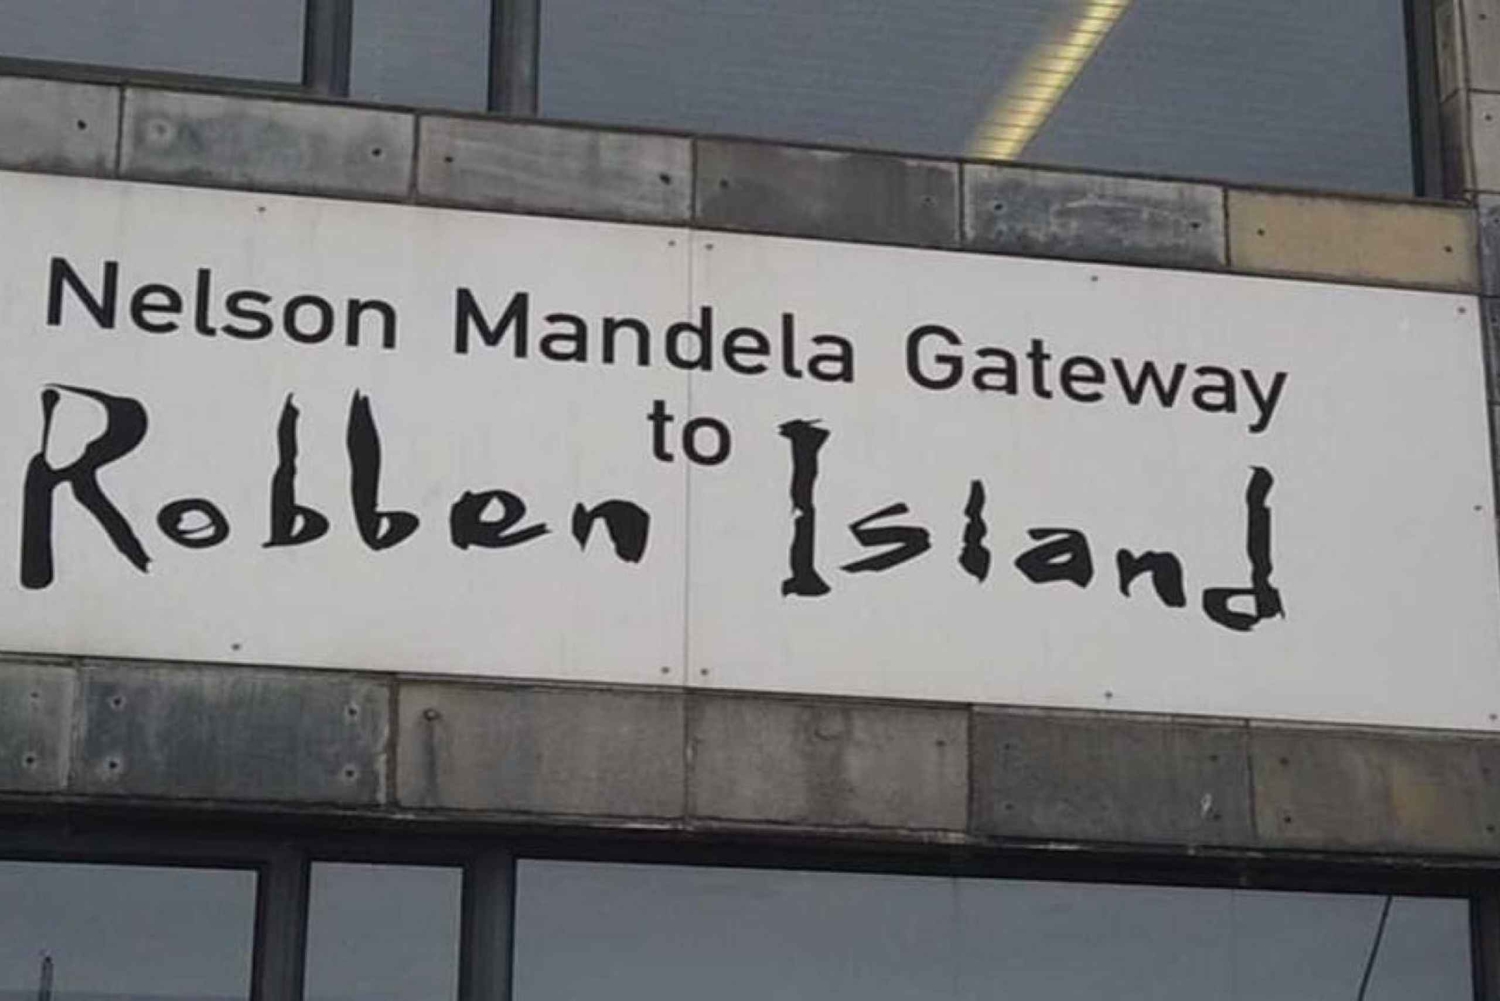 Nelson Mandela Gateway
to
Robben Island